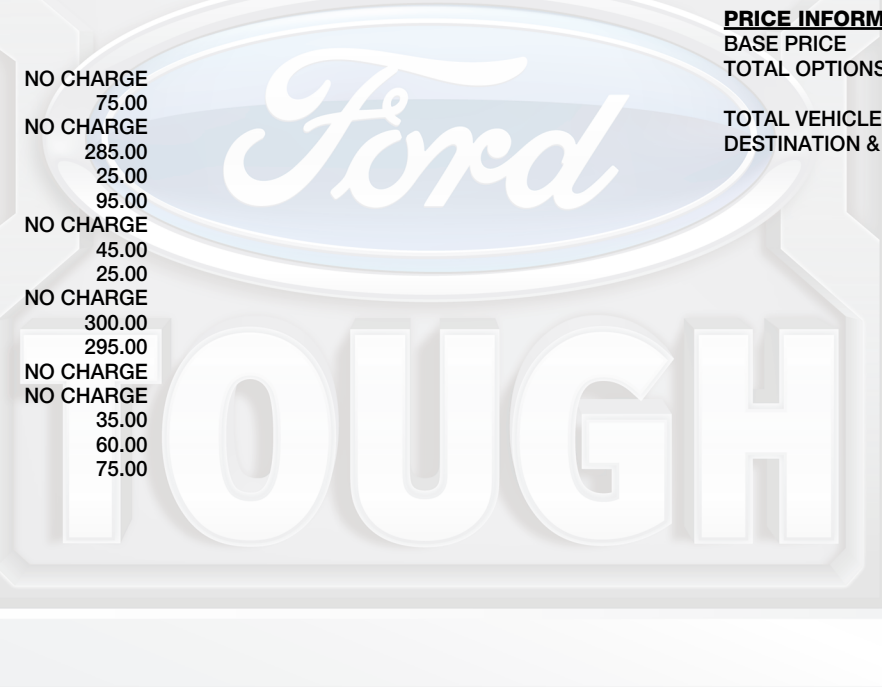 NO CHARGE
75.00
NO CHARGE
285.00
25.00
95.00
NO CHARGE
45.00
25.00
NO CHARGE
300.00
295.00
NO CHARGE
NO CHARGE
35.00
60.00
75.00
PRICE INFORM
BASE PRICE
TOTAL OPTIONS
TOTAL VEHICLE
DESTINATION &
Ford
TOUGH